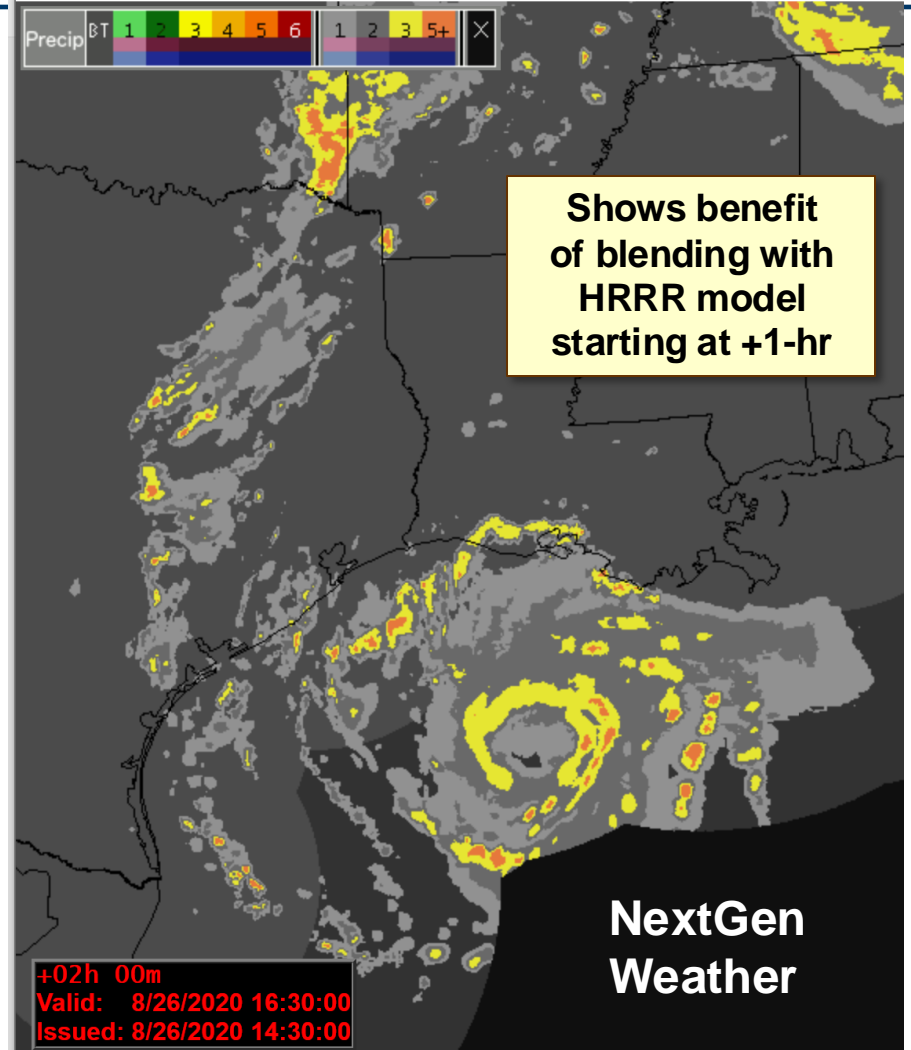 Precip BT 1 2 3 4 5 6 1 2 3 5+ X
Shows benefit
of blending with
HRRR model
starting at +1-hr
NextGen
Weather
+02h 00m
Valid: 8/26/2020 16:30:00
Issued: 8/26/2020 14:30:00